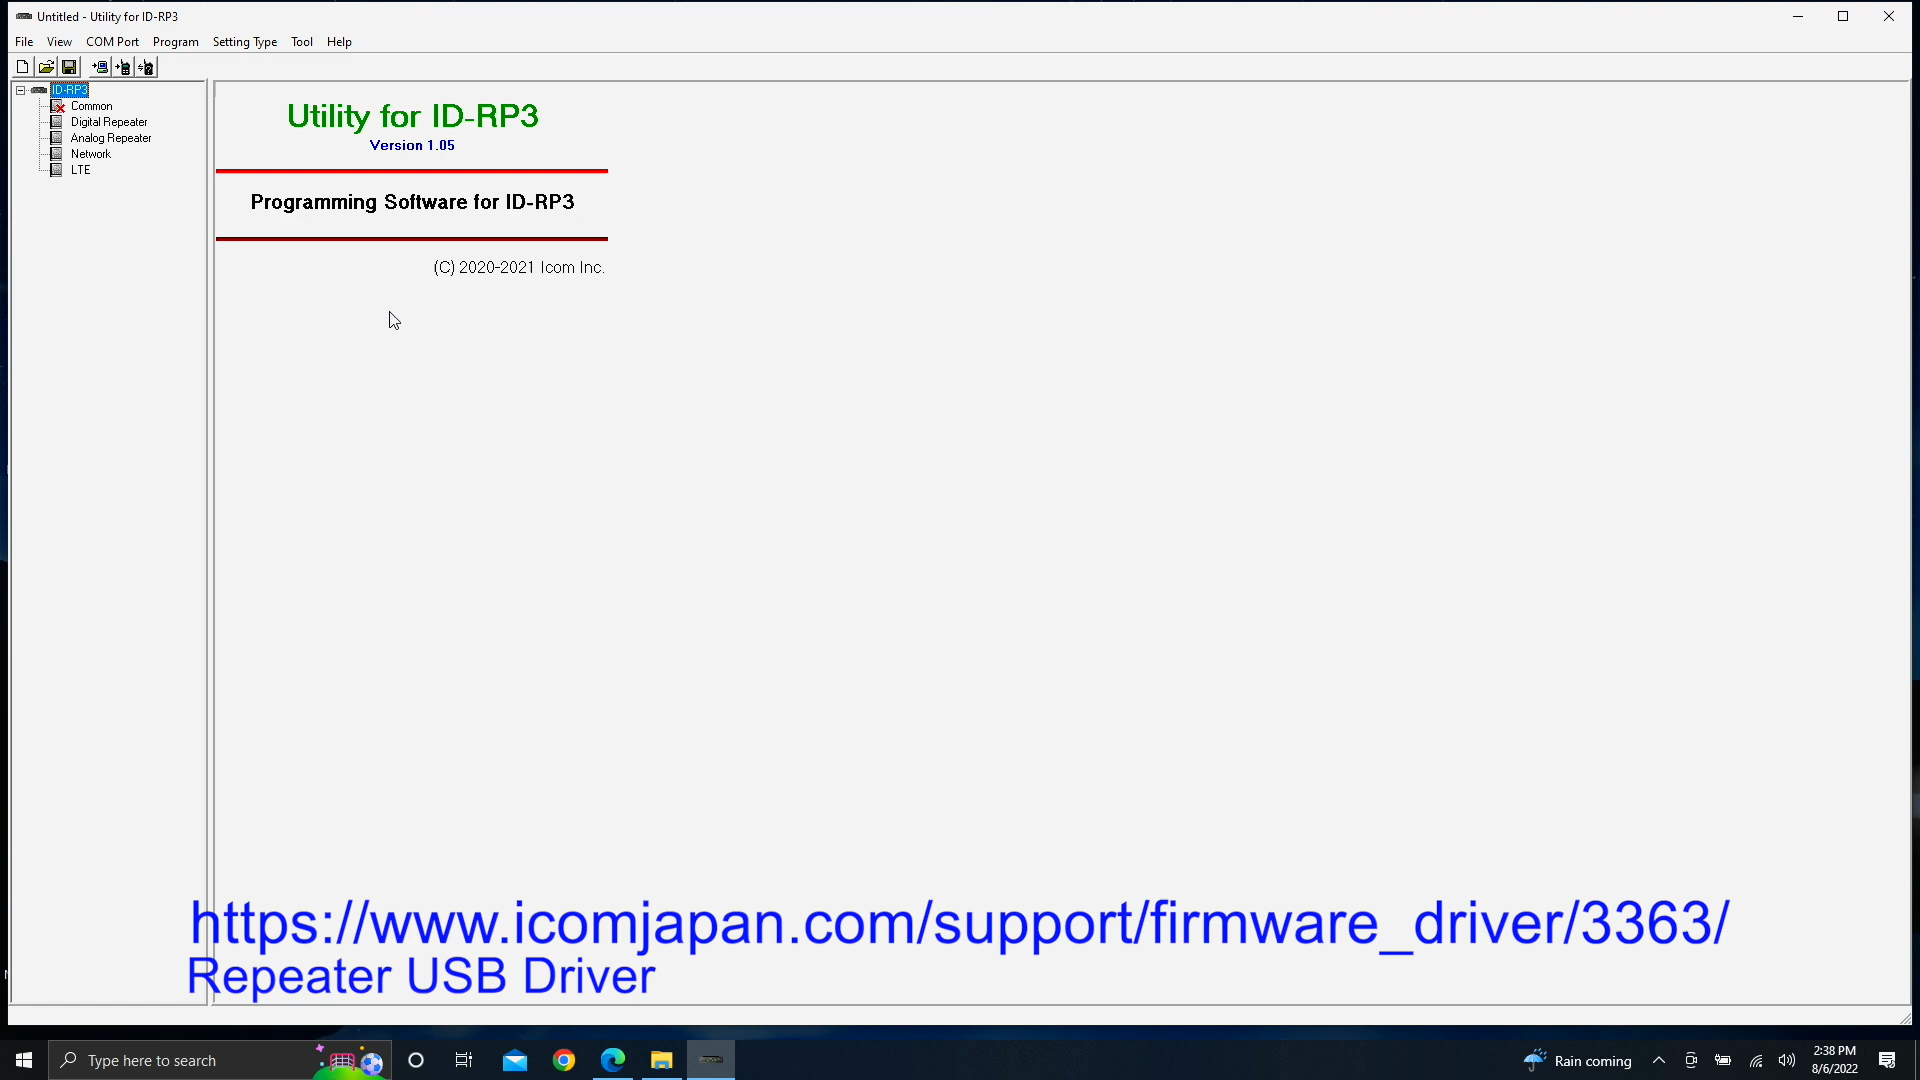 Untitled - Utility for ID-RP3
File View COM Port Program Setting Type Tool Help
ID-RP3
Common
Digital Repeater
Analog Repeater
Network
LTE
Utility for ID-RP3
Version 1.05
Programming Software for ID-RP3
(C) 2020-2021 Icom Inc.
https://www.icomjapan.com/support/firmware_driver/3363/
Repeater USB Driver
Type here to search
Rain coming
2:38 PM
8/6/2022